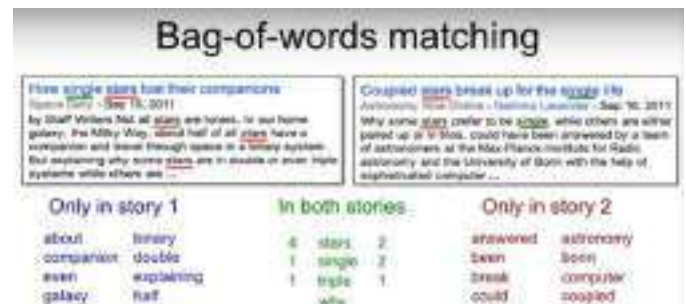 Bag-of-words matching
How single stars lost their companions
Space Daily - Sep 15, 2011
by Staff Writers Not all stars are loners. In our home
galaxy, the Milky Way, about half of all stars have a
companion and travel through space in a binary system.
But explaining why some stars are in double or even triple
systems while others are ...
Coupled stars break up for the single life
Astronomy Now Online - Sep 16, 2011
Why some stars prefer to be single, while others are either
paired up or in trios, could have been answered by a team
of astronomers at the Max-Planck-Institute for Radio
astronomy and the University of Bonn with the help of
sophisticated computer ...
Only in story 1
about binary
companion double
even explaining
galaxy half
In both stories
4 stars 2
1 single 2
1 triple 1
why
Only in story 2
answered astronomy
been bonn
break computer
could coupled